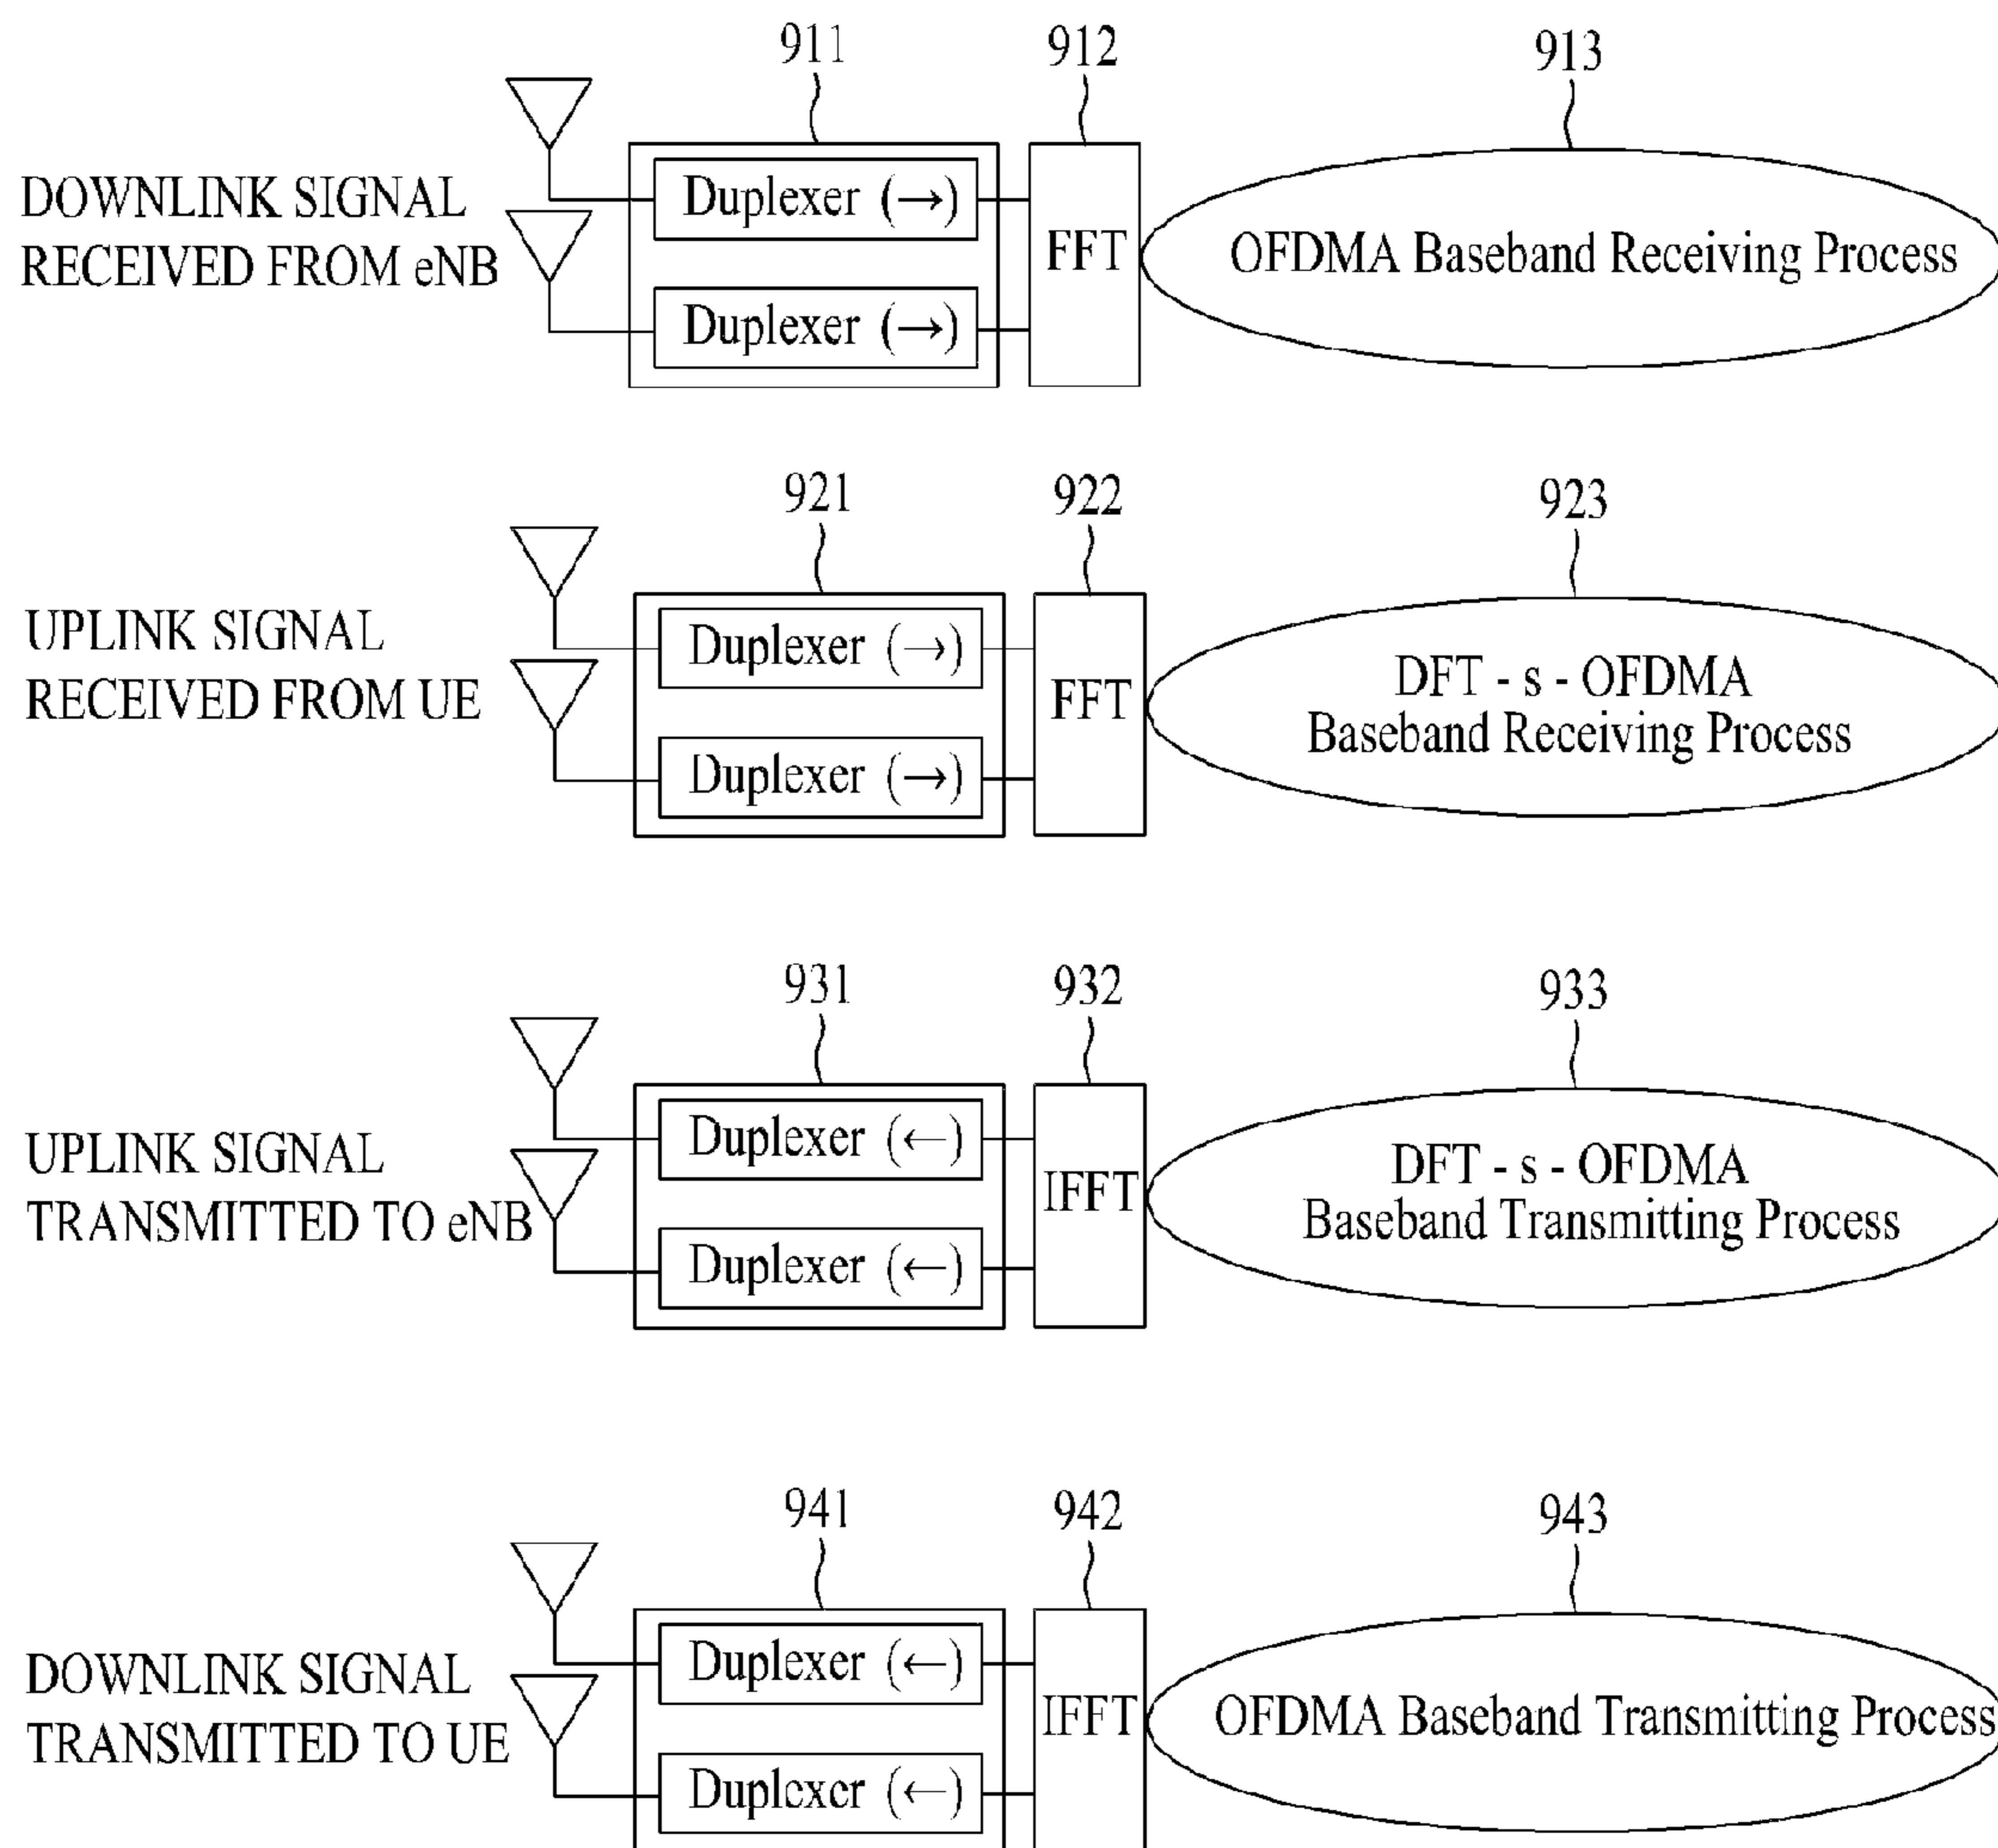 911
912
913
DOWNLINK SIGNAL
RECEIVED FROM eNB
Duplexer (→)
Duplexer (→)
FFT
OFDMA Baseband Receiving Process
921
922
923
UPLINK SIGNAL
RECEIVED FROM UE
Duplexer (→)
Duplexer (→)
FFT
DFT - s - OFDMA
Baseband Receiving Process
931
932
933
UPLINK SIGNAL
TRANSMITTED TO eNB
Duplexer (←)
Duplexer (←)
IFFT
DFT - s - OFDMA
Baseband Transmitting Process
941
942
943
DOWNLINK SIGNAL
TRANSMITTED TO UE
Duplexer (←)
Duplexer (←)
IFFT
OFDMA Baseband Transmitting Process